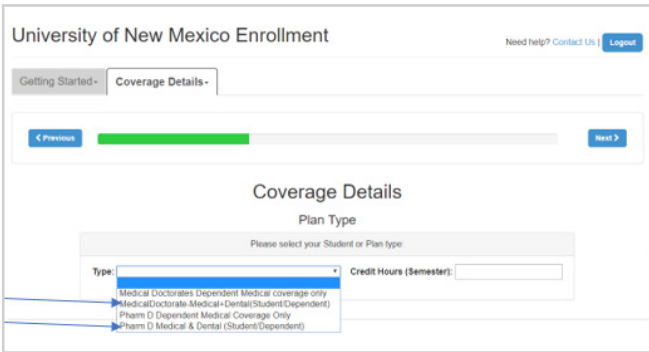 University of New Mexico Enrollment
Need help? Contact Us | Logout
Getting Started- Coverage Details-
Previous Next
Coverage Details
Plan Type
Please select your Student or Plan type
Type: Credit Hours (Semester):
Medical Doctorates Dependent Medical coverage only
MedicalDoctorate-Medical+Dental(Student/Dependent)
Pharm D Dependent Medical Coverage Only
Pharm D Medical & Dental (Student/Dependent)